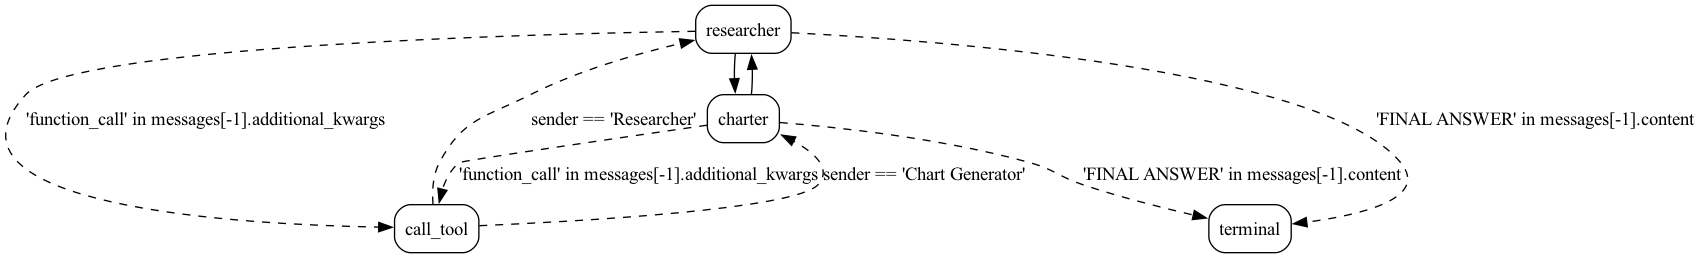 researcher
'function_call' in messages[-1].additional_kwargs
sender == 'Researcher'
charter
'FINAL ANSWER' in messages[-1].content
'function_call' in messages[-1].additional_kwargs
sender == 'Chart Generator'
'FINAL ANSWER' in messages[-1].content
call_tool
terminal